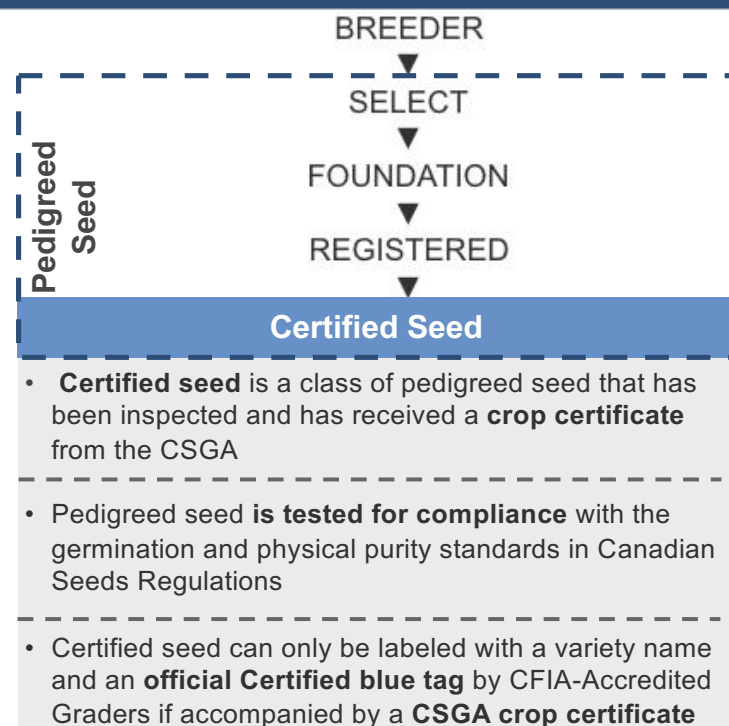 BREEDER
SELECT
FOUNDATION
REGISTERED
Pedigreed
Seed
Certified Seed
• Certified seed is a class of pedigreed seed that has
been inspected and has received a crop certificate
from the CSGA
• Pedigreed seed is tested for compliance with the
germination and physical purity standards in Canadian
Seeds Regulations
• Certified seed can only be labeled with a variety name
and an official Certified blue tag by CFIA-Accredited
Graders if accompanied by a CSGA crop certificate